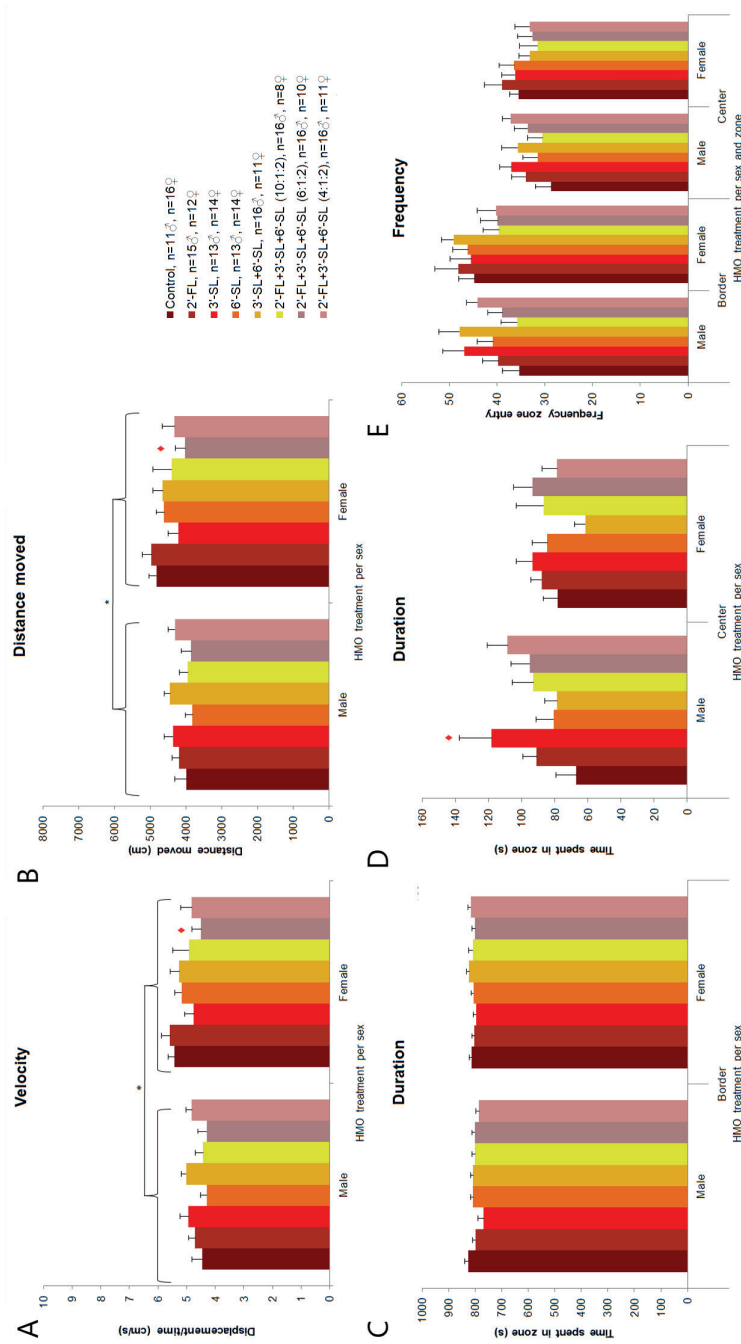 A
Velocity
Displacement/time (cm/s)
10
9
8
7
6
5
4
3
2
1
0
*
♦
Male
Female
HMO treatment per sex
B
Distance moved
Distance moved (cm)
8000
7000
6000
5000
4000
3000
2000
1000
0
*
♦
Male
Female
HMO treatment per sex
Control, n=11♂, n=16♀
2'-FL, n=15♂, n=12♀
3'-SL, n=13♂, n=14♀
6'-SL, n=13♂, n=14♀
3'-SL+6'-SL, n=16♂, n=11♀
2'-FL+3'-SL+6'-SL (10:1:2), n=16♂, n=8♀
2'-FL+3'-SL+6'-SL (6:1:2), n=16♂, n=10♀
2'-FL+3'-SL+6'-SL (4:1:2), n=16♂, n=11♀
C
Duration
Time spent in zone (s)
1000
900
800
700
600
500
400
300
200
100
0
Male
Female
Border
HMO treatment per sex
D
Duration
Time spent in zone (s)
160
140
120
100
80
60
40
20
0
♦
Male
Female
Center
HMO treatment per sex
E
Frequency
Frequency zone entry
60
50
40
30
20
10
0
Male
Female
Male
Female
Border
Center
HMO treatment per sex and zone